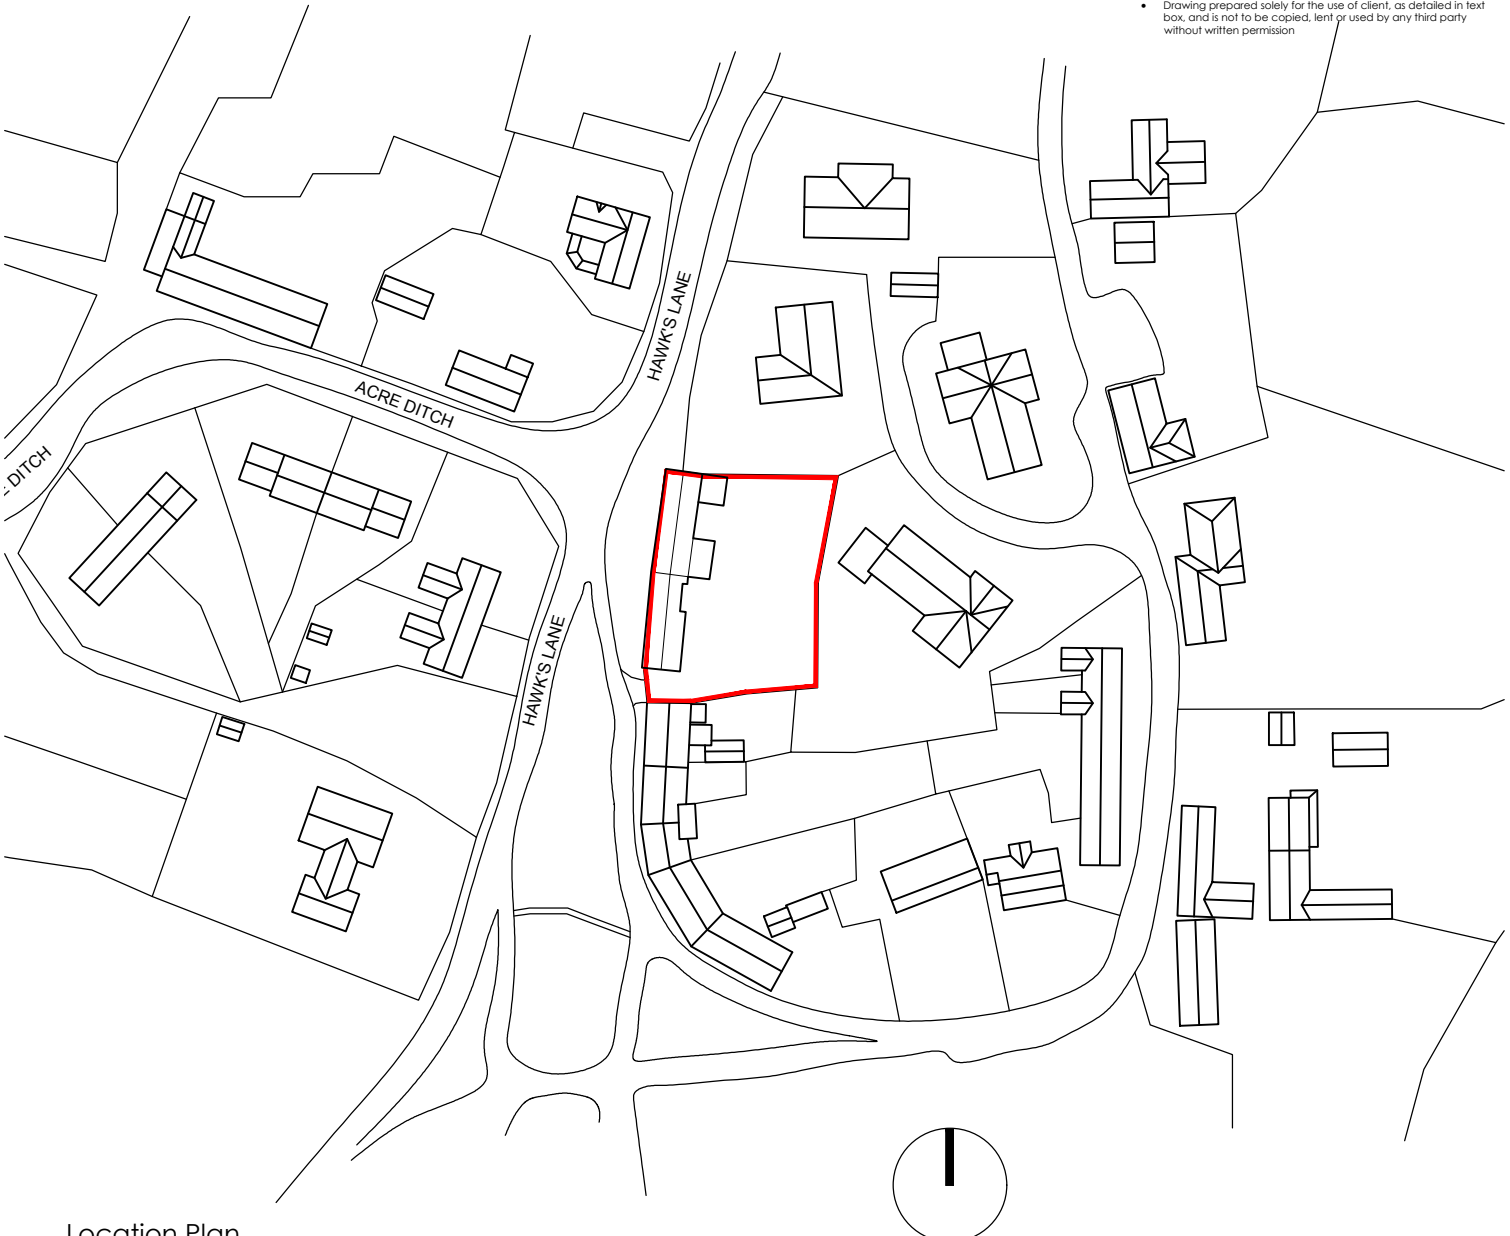 • Drawing prepared solely for the use of client, as detailed in text
box, and is not to be copied, lent or used by any third party
without written permission
HAWK'S LANE
ACRE DITCH
DITCH
HAWK'S LANE
Location Plan